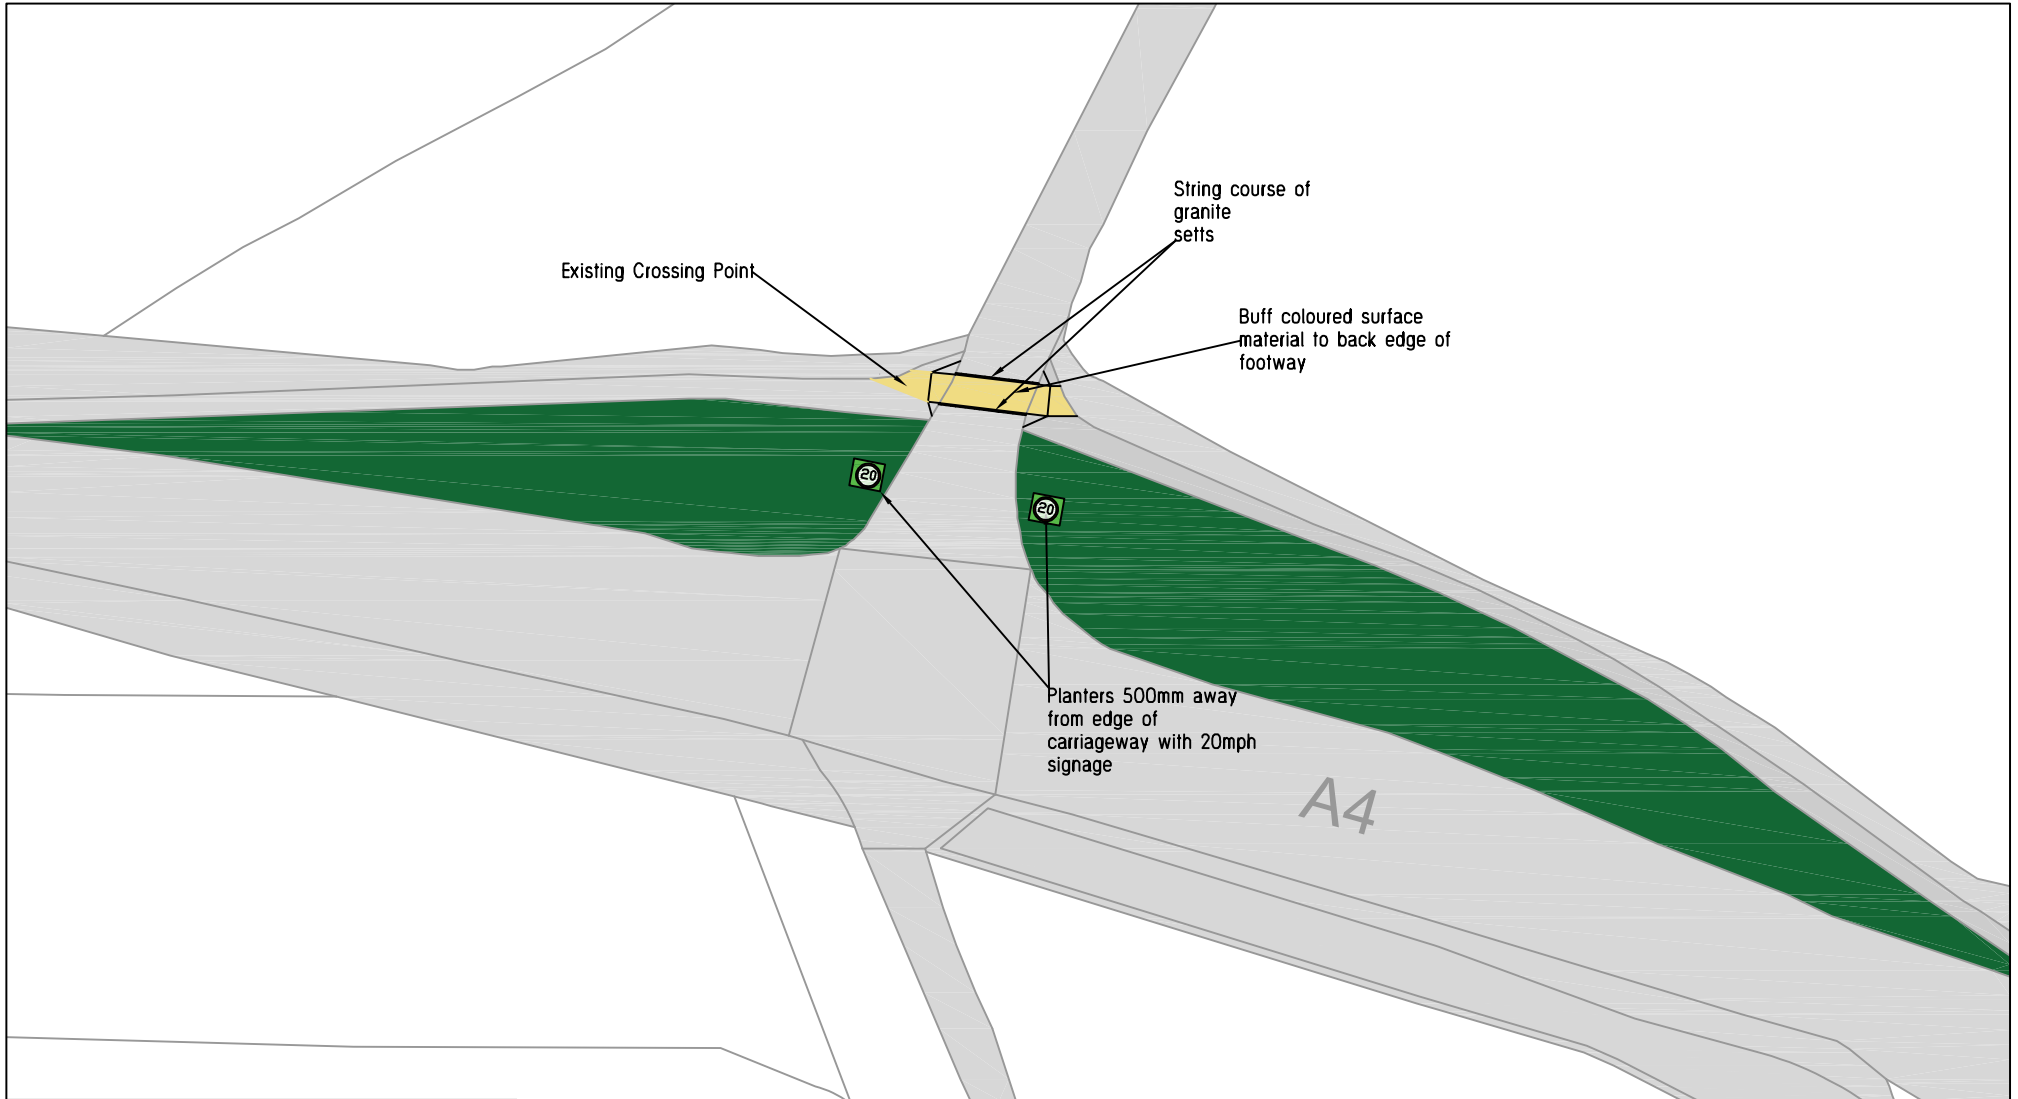 String course of
granite
setts
Existing Crossing Point
Buff coloured surface
material to back edge of
footway
20
20
Planters 500mm away
from edge of
carriageway with 20mph
signage
A4